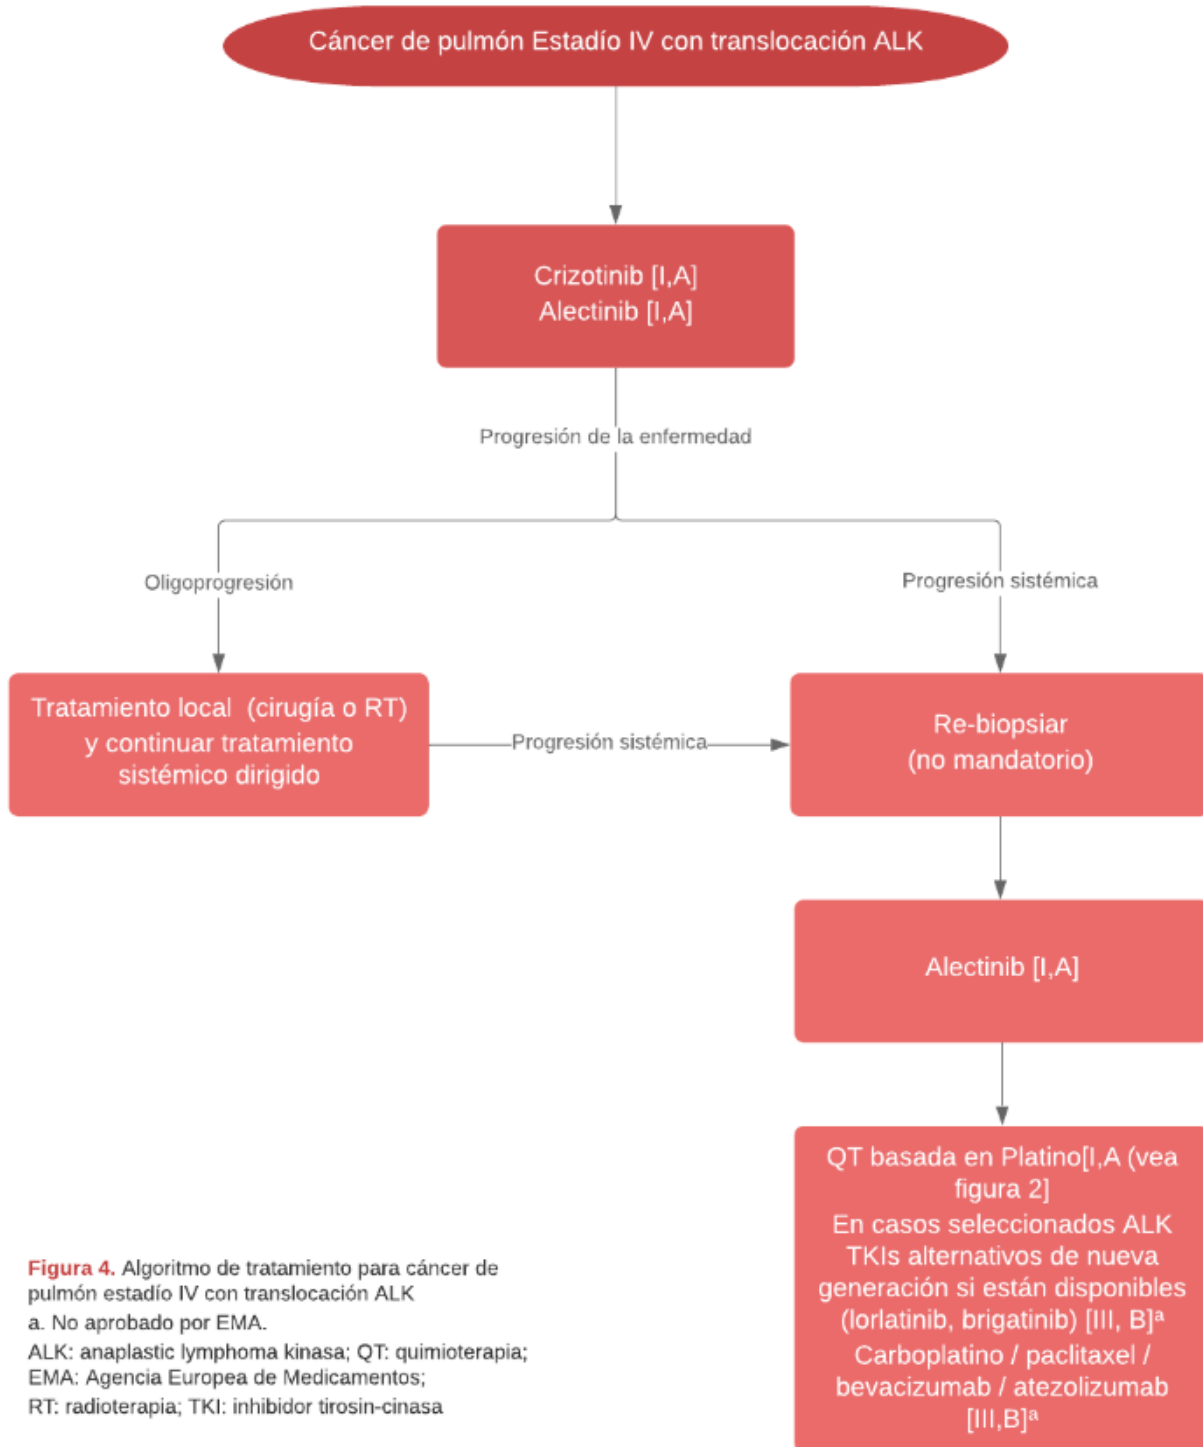 Cáncer de pulmón Estadío IV con translocación ALK
Crizotinib [I,A]
Alectinib [I,A]
Progresión de la enfermedad
Oligoprogresión
Progresión sistémica
Tratamiento local (cirugía o RT)
y continuar tratamiento
sistémico dirigido
Progresión sistémica
Re-biopsiar
(no mandatorio)
Alectinib [I,A]
QT basada en Platino[I,A (vea
figura 2]
En casos seleccionados ALK
TKIs alternativos de nueva
generación si están disponibles
(lorlatinib, brigatinib) [III, B]ª
Carboplatino / paclitaxel /
bevacizumab / atezolizumab
[III,B]ª
Figura 4. Algoritmo de tratamiento para cáncer de
pulmón estadío IV con translocación ALK
a. No aprobado por EMA.
ALK: anaplastic lymphoma kinasa; QT: quimioterapia;
EMA: Agencia Europea de Medicamentos;
RT: radioterapia; TKI: inhibidor tirosin-cinasa